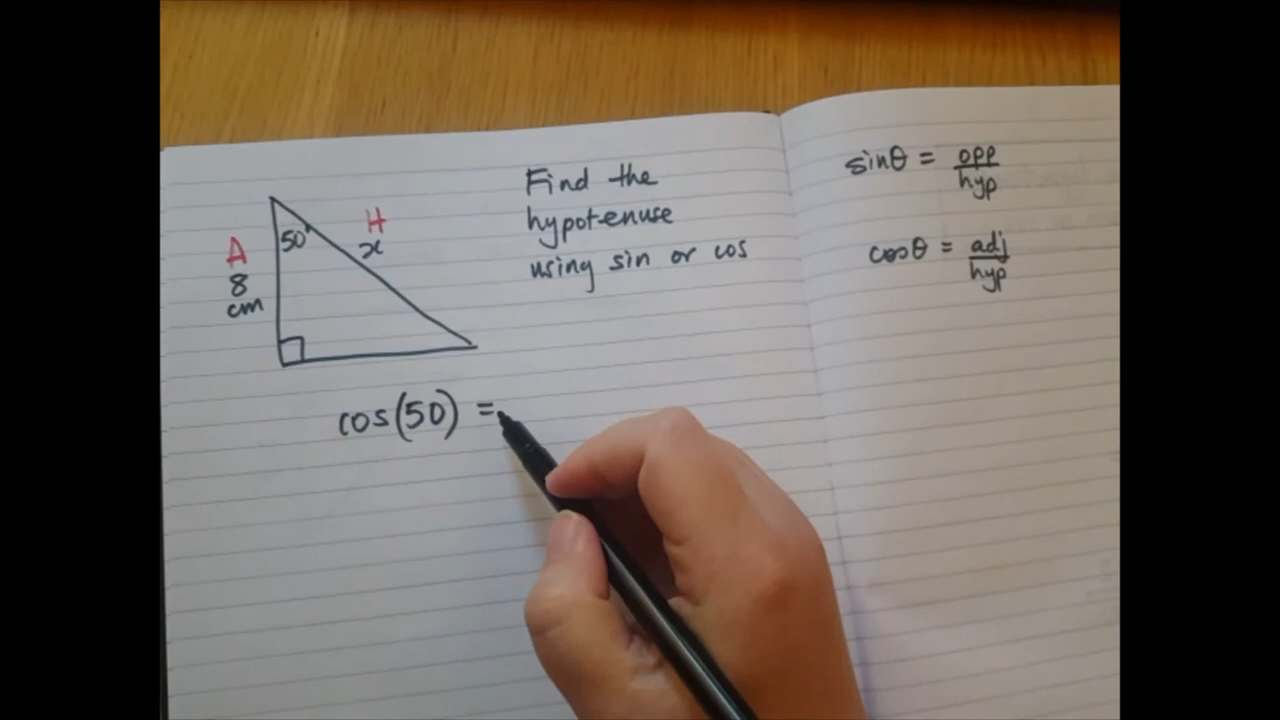 A
8
cm
50°
H
x
Find the
hypotenuse
using sin or cos
sinθ = opp
hyp
cosθ = adj
hyp
cos(50) =